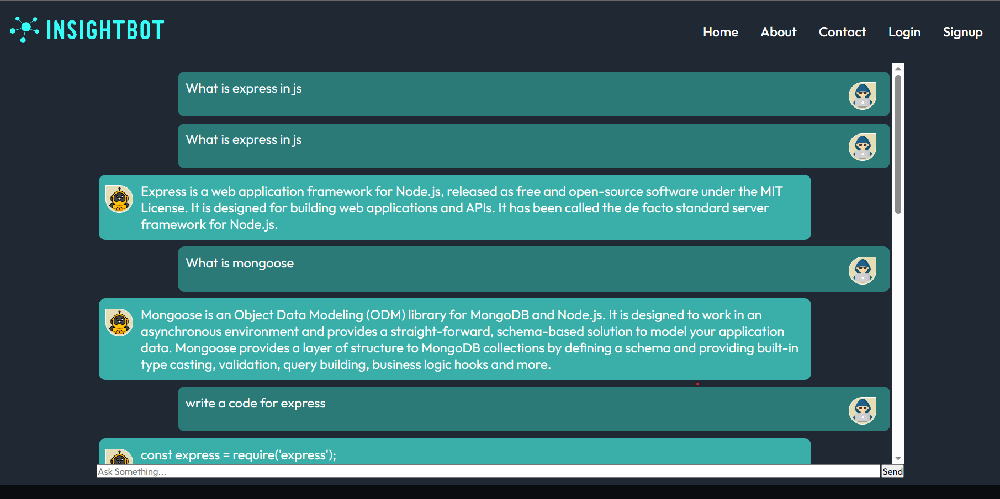 INSIGHTBOT
Home About Contact Login Signup
What is express in js
What is express in js
Express is a web application framework for Node.js, released as free and open-source software under the MIT
License. It is designed for building web applications and APIs. It has been called the de facto standard server
framework for Node.js.
What is mongoose
Mongoose is an Object Data Modeling (ODM) library for MongoDB and Node.js. It is designed to work in an
asynchronous environment and provides a straight-forward, schema-based solution to model your application
data. Mongoose provides a layer of structure to MongoDB collections by defining a schema and providing built-in
type casting, validation, query building, business logic hooks and more.
write a code for express
const express = require('express');
Ask Something... Send